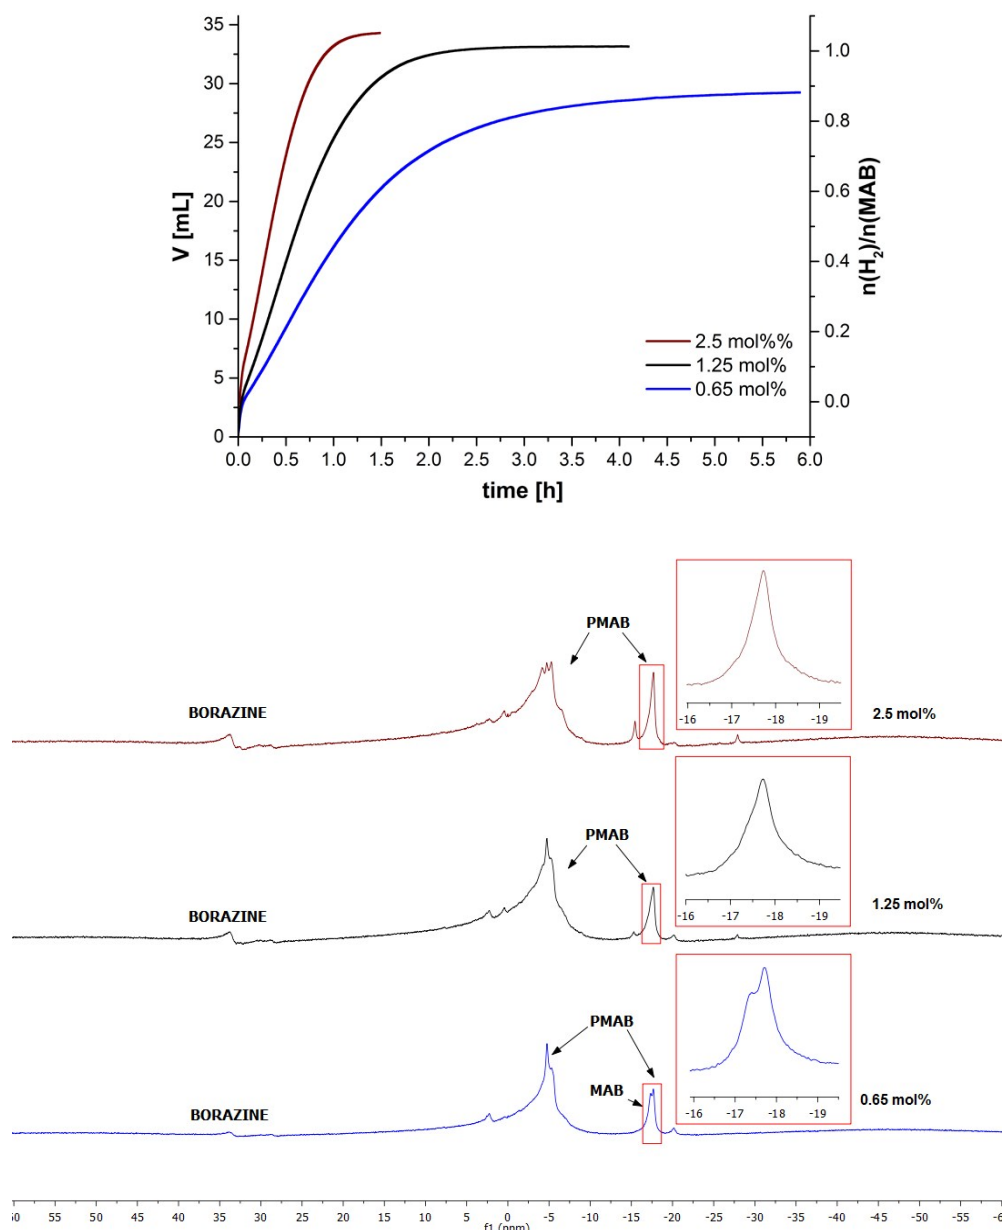 35
30
25
20
15
10
5
0
V [mL]
1.0
0.8
0.6
0.4
0.2
0.0
n(H₂)/n(MAB)
2.5 mol%%
1.25 mol%
0.65 mol%
0.0 0.5 1.0 1.5 2.0 2.5 3.0 3.5 4.0 4.5 5.0 5.5 6.0
time [h]
PMAB
-16 -17 -18 -19
BORAZINE
2.5 mol%
PMAB
-16 -17 -18 -19
BORAZINE
1.25 mol%
PMAB
MAB
-16 -17 -18 -19
BORAZINE
0.65 mol%
55 50 45 40 35 30 25 20 15 10 5 0 -5 -10 -15 -20 -25 -30 -35 -40 -45 -50 -55
f1 (ppm)